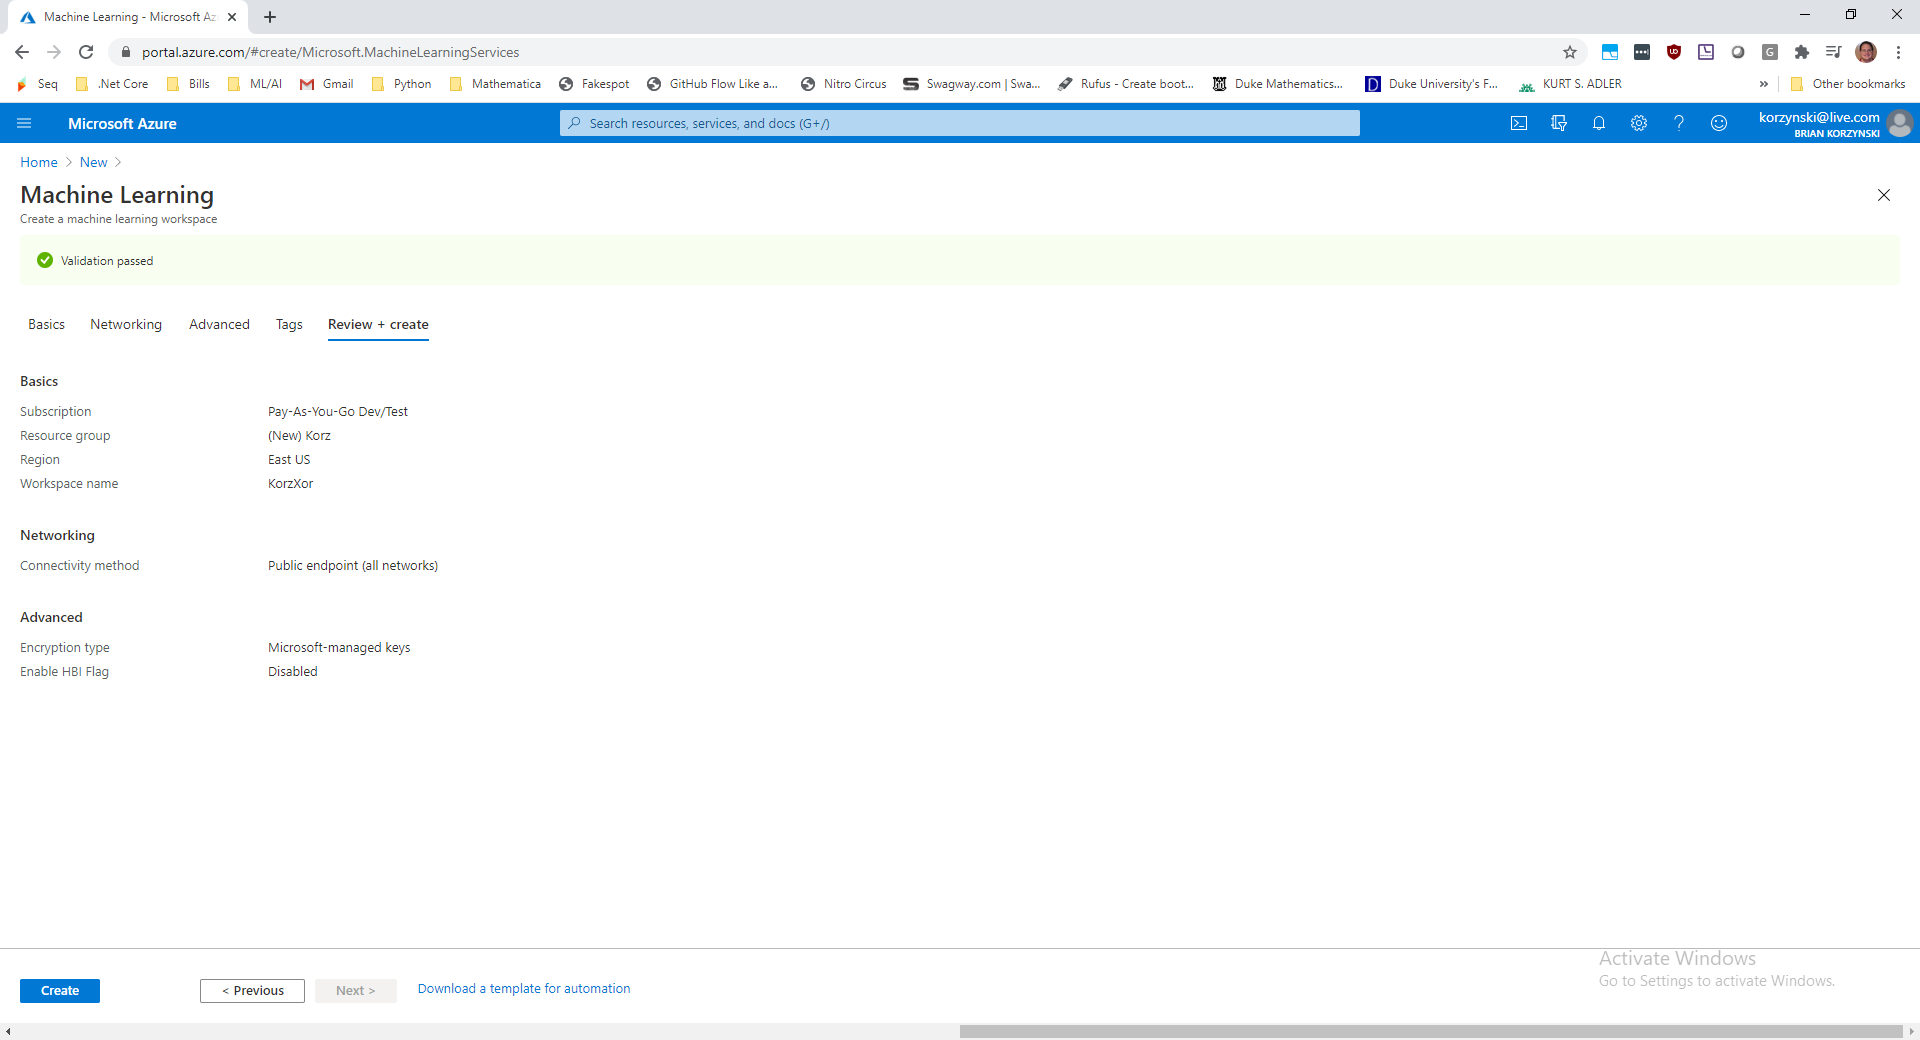 Machine Learning - Microsoft Az
portal.azure.com/#create/Microsoft.MachineLearningServices
Seq .Net Core Bills ML/AI Gmail Python Mathematica Fakespot GitHub Flow Like a... Nitro Circus Swagway.com | Swa... Rufus - Create boot... Duke Mathematics... Duke University's F... KURT S. ADLER » Other bookmarks
Microsoft Azure Search resources, services, and docs (G+/) korzynski@live.com
BRIAN KORZYNSKI
Home > New >
Machine Learning
Create a machine learning workspace
Validation passed
Basics Networking Advanced Tags Review + create
Basics
Subscription Pay-As-You-Go Dev/Test
Resource group (New) Korz
Region East US
Workspace name KorzXor
Networking
Connectivity method Public endpoint (all networks)
Advanced
Encryption type Microsoft-managed keys
Enable HBI Flag Disabled
Activate Windows
Go to Settings to activate Windows.
Create < Previous Next > Download a template for automation